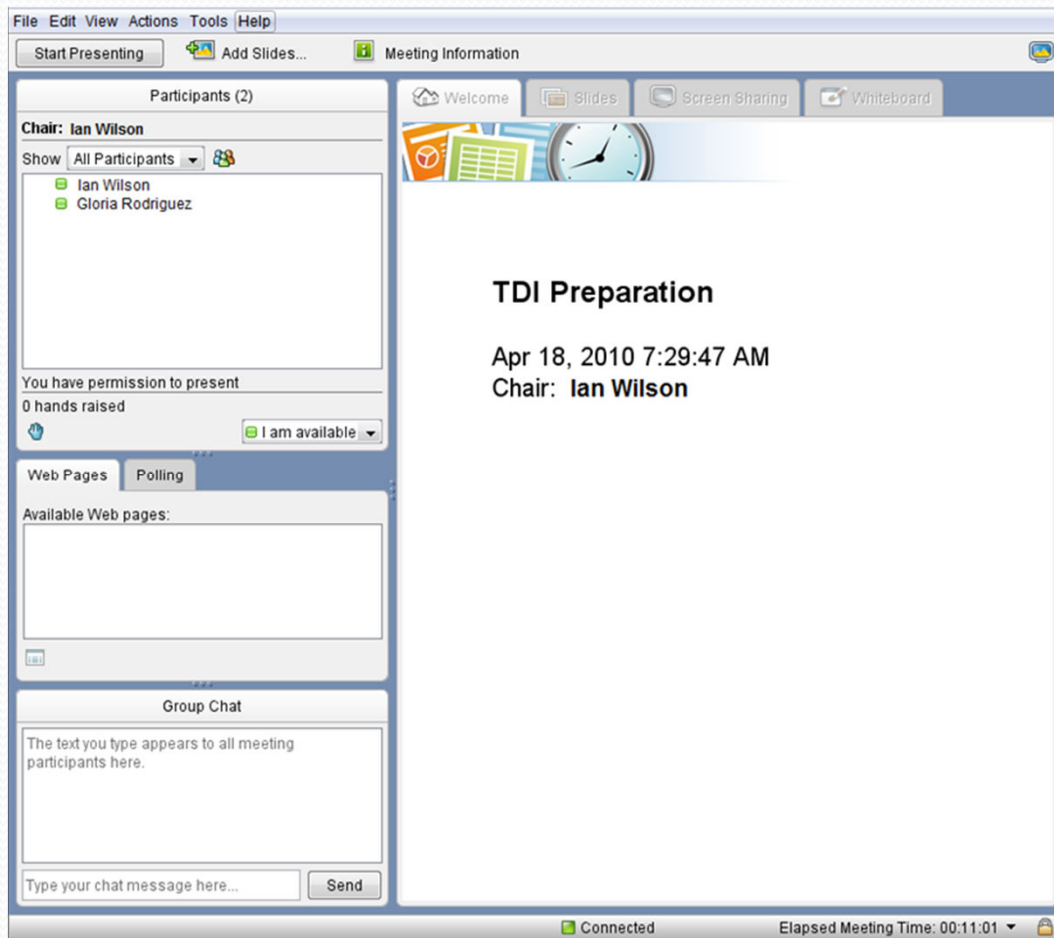 File Edit View Actions Tools Help
Start Presenting Add Slides... Meeting Information
Participants (2)
Chair: Ian Wilson
Show All Participants
Ian Wilson
Gloria Rodriguez
You have permission to present
0 hands raised
I am available
Web Pages Polling
Available Web pages:
Group Chat
The text you type appears to all meeting
participants here.
Type your chat message here...
Send
Welcome Slides Screen Sharing Whiteboard
TDI Preparation
Apr 18, 2010 7:29:47 AM
Chair: Ian Wilson
Connected Elapsed Meeting Time: 00:11:01